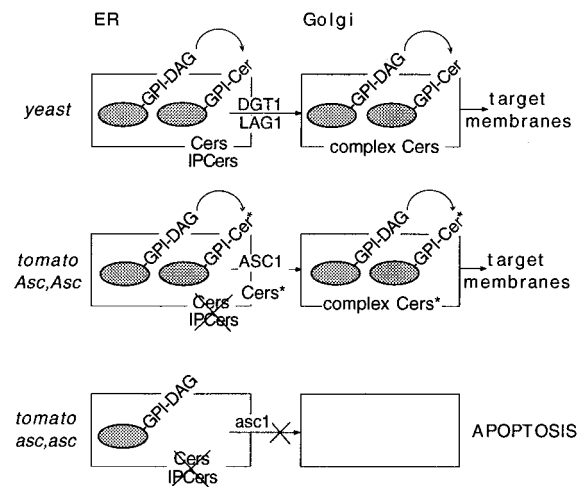 ER
Golgi
yeast
GPI-DAG
GPI-Cer
DGT1
LAG1
Cers
IPCers
GPI-DAG
GPI-Cer
complex Cers
target
membranes
tomato
Asc,Asc
GPI-DAG
GPI-Cer*
ASC1
Cers*
Cers
IPCers
GPI-DAG
GPI-Cer*
complex Cers*
target
membranes
tomato
asc,asc
GPI-DAG
asc1
Cers
IPCers
APOPTOSIS